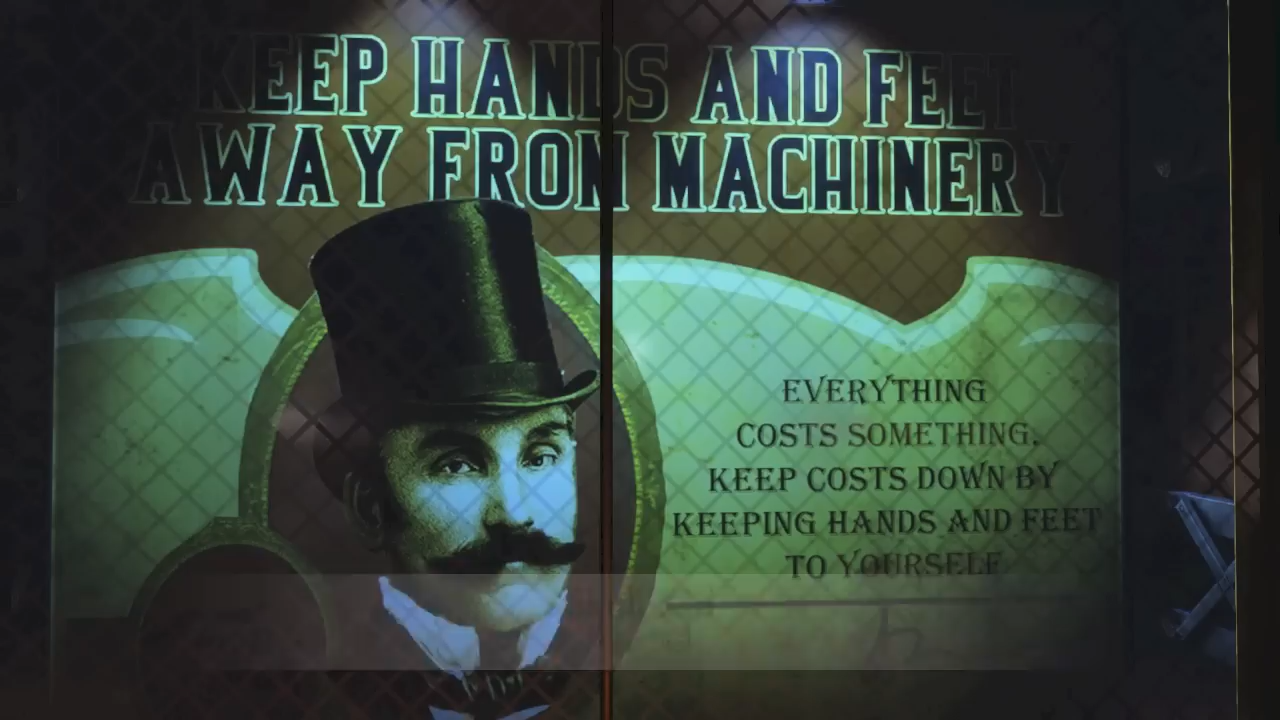 KEEP HANDS AND FEET
AWAY FROM MACHINERY
EVERYTHING
COSTS SOMETHING.
KEEP COSTS DOWN BY
KEEPING HANDS AND FEET
TO YOURSELF